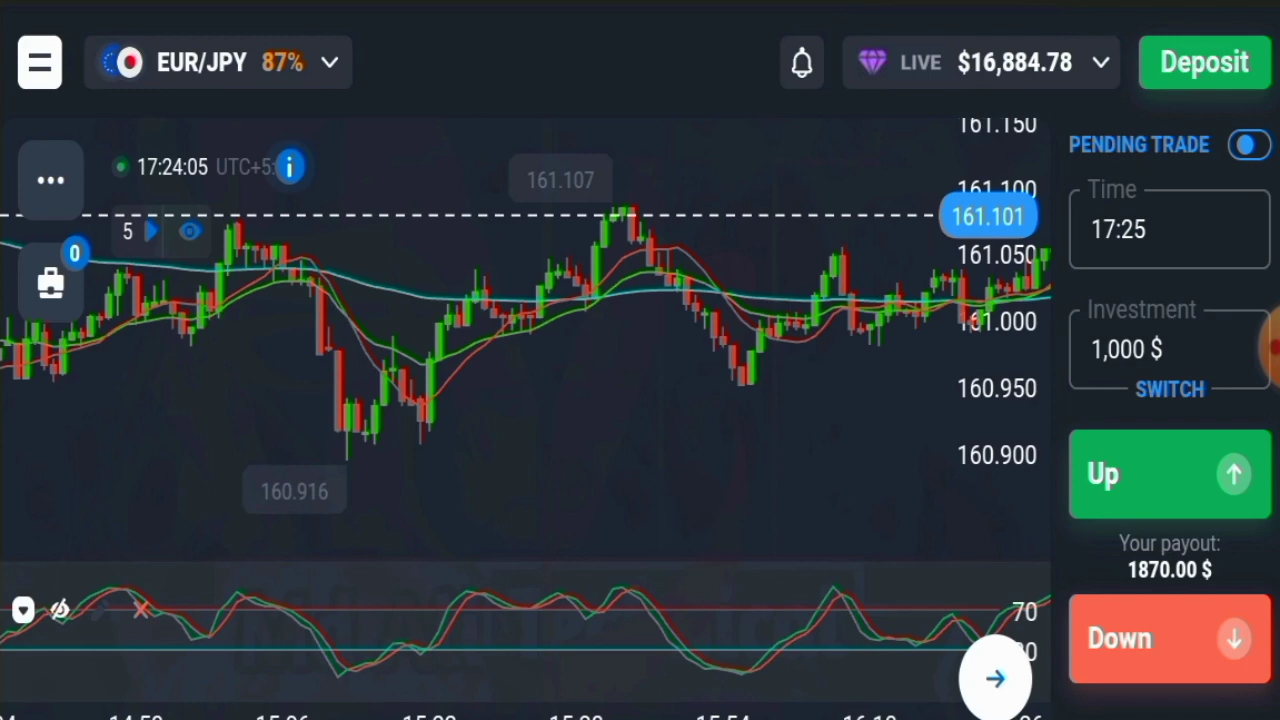 EUR/JPY 87%
LIVE $16,884.78
Deposit
161.150
PENDING TRADE
17:24:05 UTC+5:
161.107
161.100
Time
17:25
161.101
5
0
161.050
Investment
1,000 $
161.000
SWITCH
160.950
160.900
Up
160.916
Your payout:
1870.00 $
70
Down
15:54